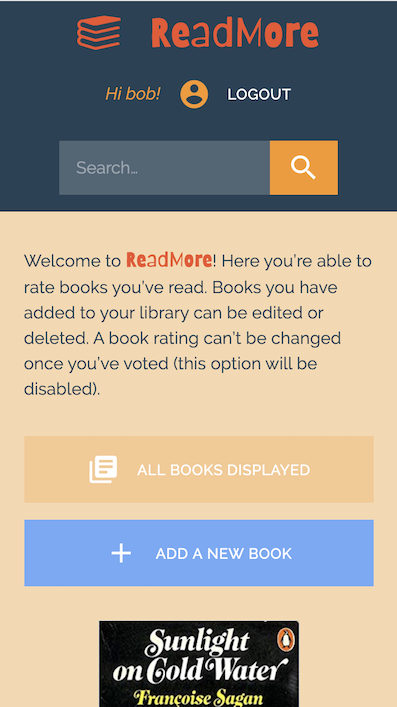 ReadMore
Hi bob! LOGOUT
Search...
Welcome to ReadMore! Here you're able to
rate books you've read. Books you have
added to your library can be edited or
deleted. A book rating can't be changed
once you've voted (this option will be
disabled).
ALL BOOKS DISPLAYED
ADD A NEW BOOK
Sunlight
on Cold Water
Françoise Sagan